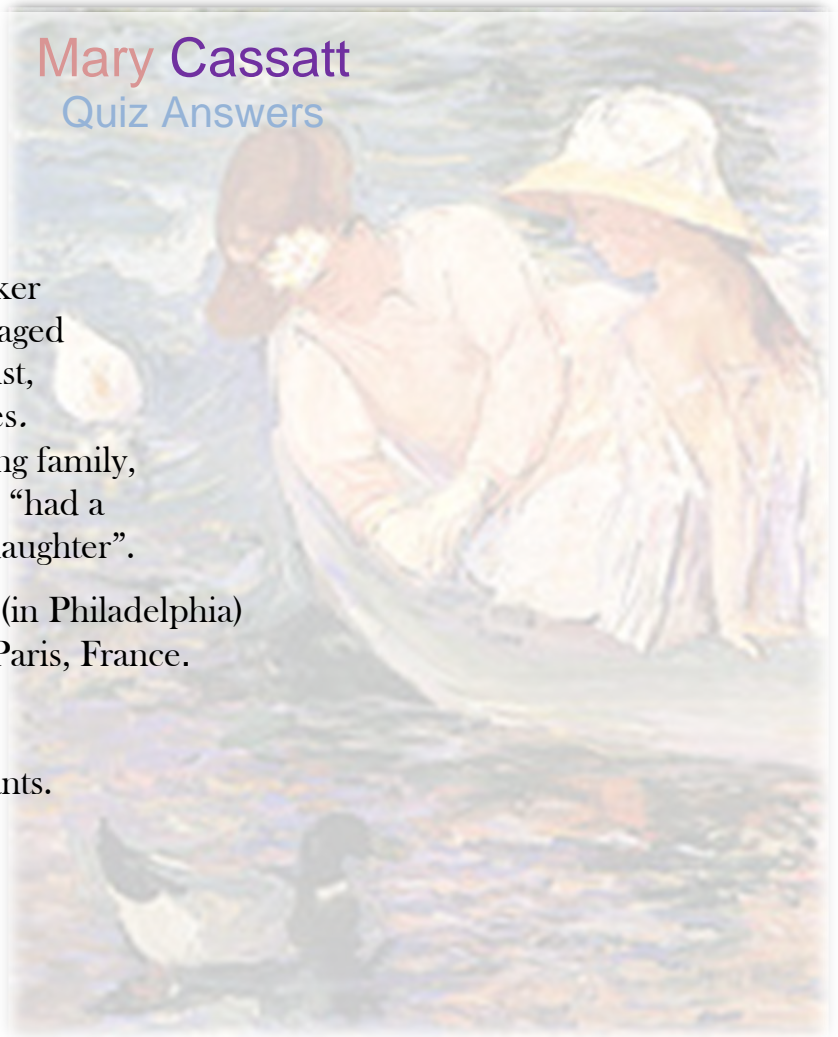 Mary Cassatt
Quiz Answers
ker
aged
st,
es.
ng family,
“had a
aughter”.
(in Philadelphia)
Paris, France.
nts.